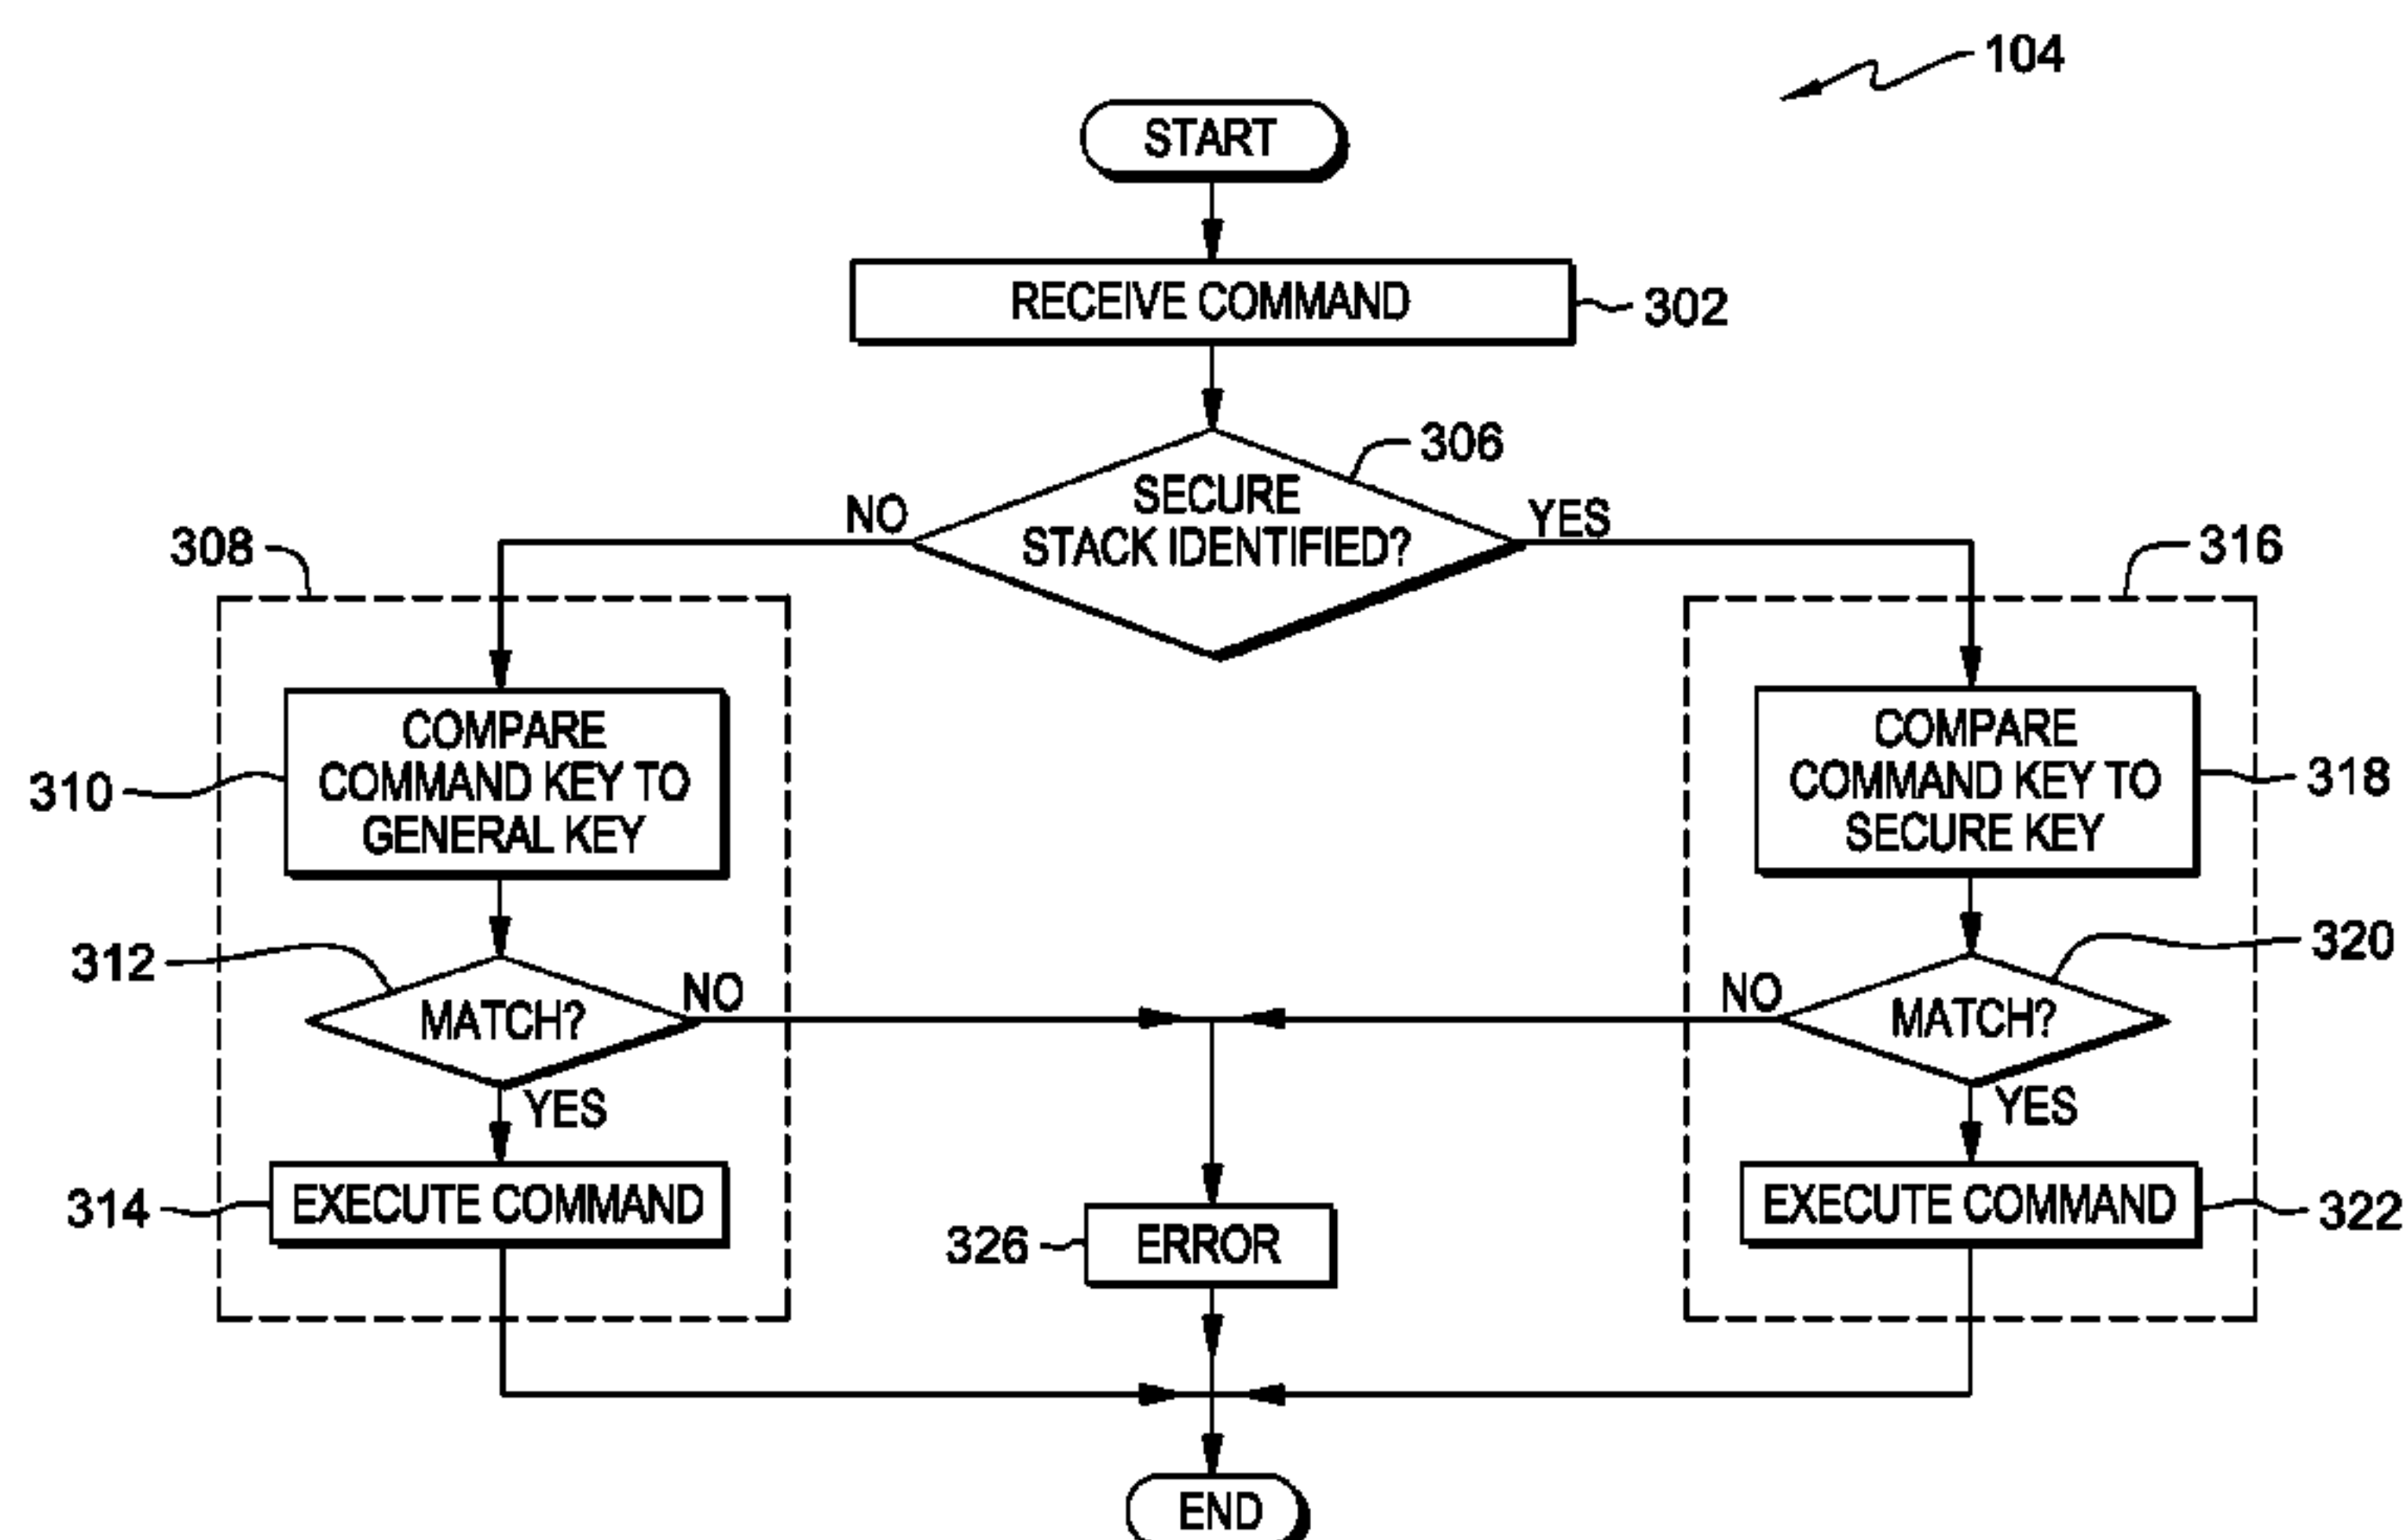 104
START
RECEIVE COMMAND
302
306
SECURE
STACK IDENTIFIED?
NO
YES
308
316
COMPARE
COMMAND KEY TO
GENERAL KEY
310
COMPARE
COMMAND KEY TO
SECURE KEY
318
312
MATCH?
NO
YES
320
NO
MATCH?
YES
314
EXECUTE COMMAND
326
ERROR
EXECUTE COMMAND
322
END